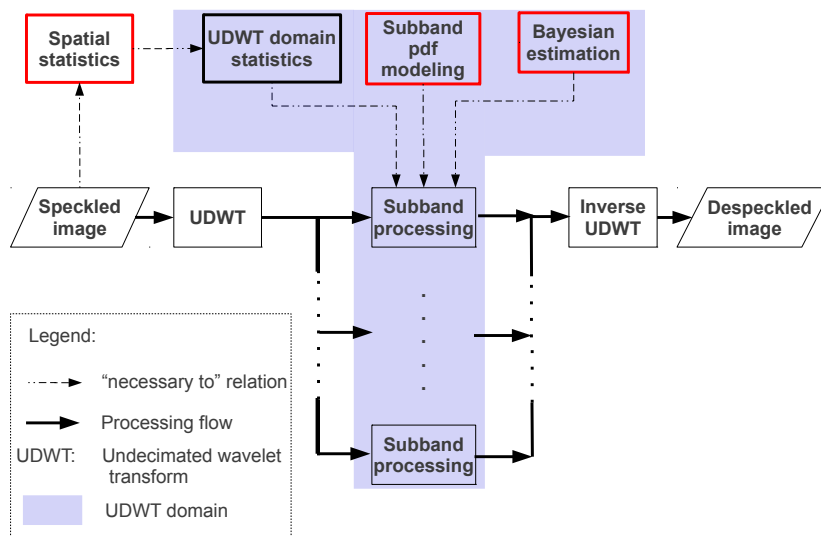 Spatial
statistics
UDWT domain
statistics
Subband
pdf
modeling
Bayesian
estimation
Speckled
image
UDWT
Subband
processing
Inverse
UDWT
Despeckled
image
Subband
processing
Legend:
“necessary to” relation
Processing flow
UDWT: Undecimated wavelet
transform
UDWT domain